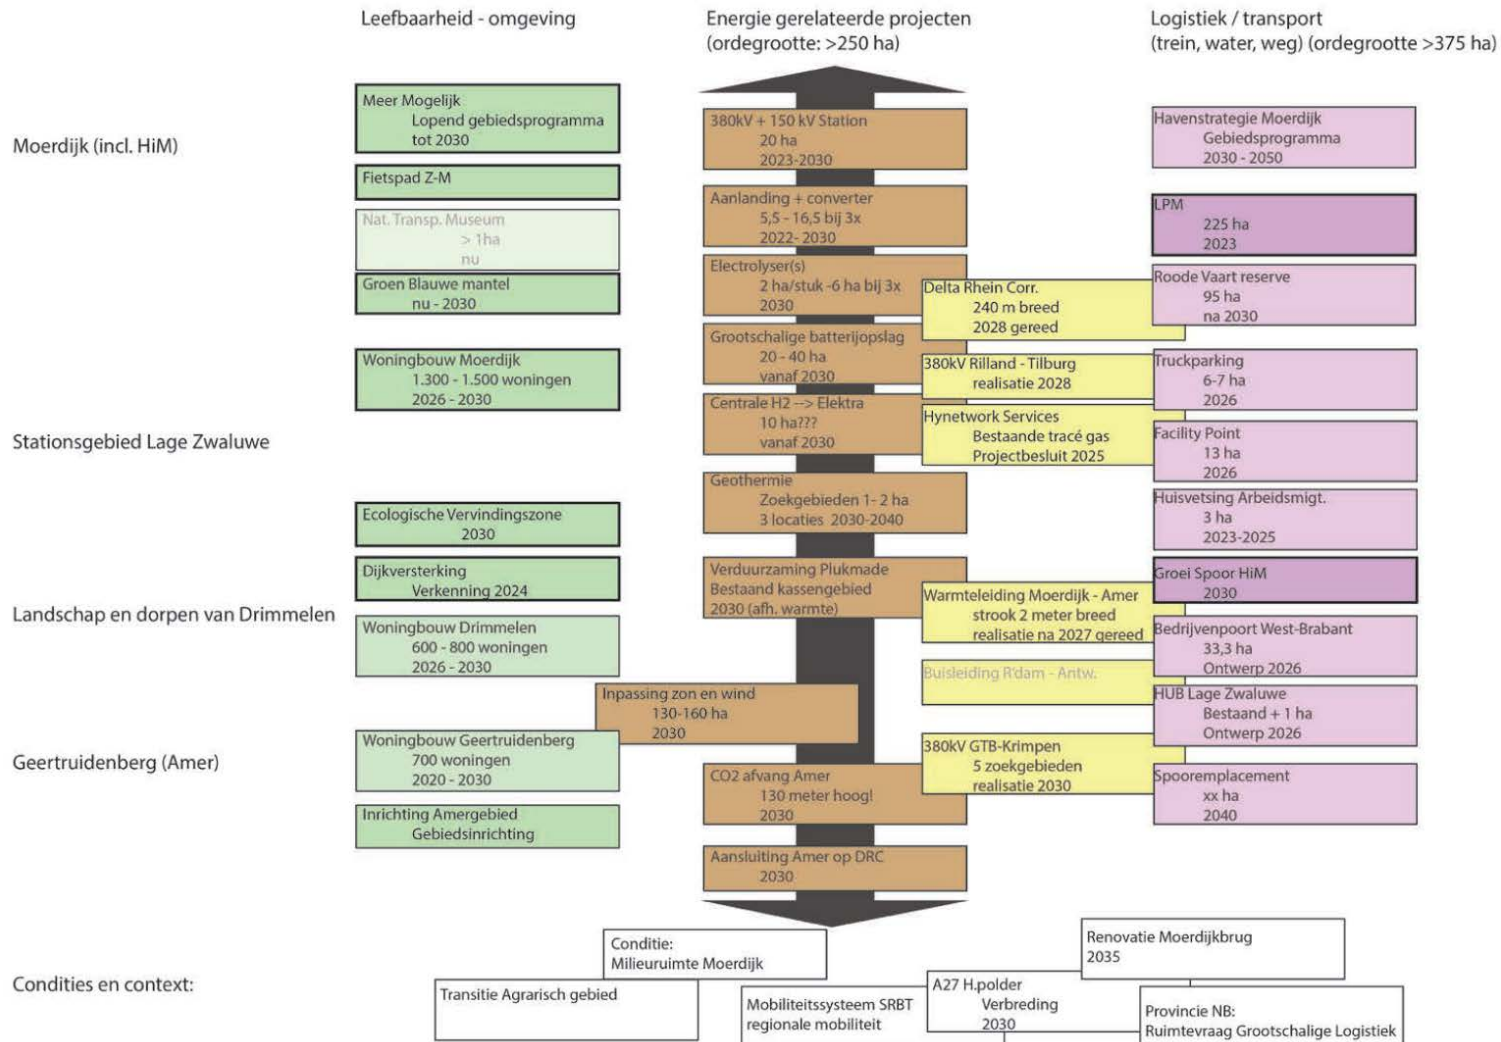 Leefbaarheid - omgeving
Energie gerelateerde projecten
(ordegrootte: >250 ha)
Logistiek / transport
(trein, water, weg) (ordegrootte >375 ha)
Moerdijk (incl. HiM)
Stationsgebied Lage Zwaluwe
Landschap en dorpen van Drimmelen
Geertruidenberg (Amer)
Condities en context:
Meer Mogelijk
Lopend gebiedsprogramma
tot 2030
Fietspad Z-M
Nat. Transp. Museum
> 1ha
nu
Groen Blauwe mantel
nu - 2030
Woningbouw Moerdijk
1.300 - 1.500 woningen
2026 - 2030
Ecologische Vervindingszone
2030
Dijkversterking
Verkenning 2024
Woningbouw Drimmelen
600 - 800 woningen
2026 - 2030
Woningbouw Geertruidenberg
700 woningen
2020 - 2030
Inrichting Amergebied
Gebiedsinrichting
380kV + 150 kV Station
20 ha
2023-2030
Aanlanding + converter
5,5 - 16,5 bij 3x
2022- 2030
Electrolyser(s)
2 ha/stuk -6 ha bij 3x
2030
Grootschalige batterijopslag
20 - 40 ha
vanaf 2030
Centrale H2 --> Elektra
10 ha???
vanaf 2030
Geothermie
Zoekgebieden 1- 2 ha
3 locaties 2030-2040
Verduurzaming Plukmade
Bestaand kassengebied
2030 (afh. warmte)
Inpassing zon en wind
130-160 ha
2030
CO2 afvang Amer
130 meter hoog!
2030
Aansluiting Amer op DRC
2030
Delta Rhein Corr.
240 m breed
2028 gereed
380kV Rilland - Tilburg
realisatie 2028
Hynetwork Services
Bestaande tracé gas
Projectbesluit 2025
Warmteleiding Moerdijk - Amer
strook 2 meter breed
realisatie na 2027 gereed
Buisleiding R'dam - Antw.
380kV GTB-Krimpen
5 zoekgebieden
realisatie 2030
Havenstrategie Moerdijk
Gebiedsprogramma
2030 - 2050
LPM
225 ha
2023
Roode Vaart reserve
95 ha
na 2030
Truckparking
6-7 ha
2026
Facility Point
13 ha
2026
Huisvetsing Arbeidsmigt.
3 ha
2023-2025
Groei Spoor HiM
2030
Bedrijvenpoort West-Brabant
33,3 ha
Ontwerp 2026
HUB Lage Zwaluwe
Bestaand + 1 ha
Ontwerp 2026
Spooremplacement
xx ha
2040
Conditie:
Milieuruimte Moerdijk
Transitie Agrarisch gebied
Mobiliteitssysteem SRBT
regionale mobiliteit
A27 H.polder
Verbreding
2030
Renovatie Moerdijkbrug
2035
Provincie NB:
Ruimtevraag Grootschalige Logistiek